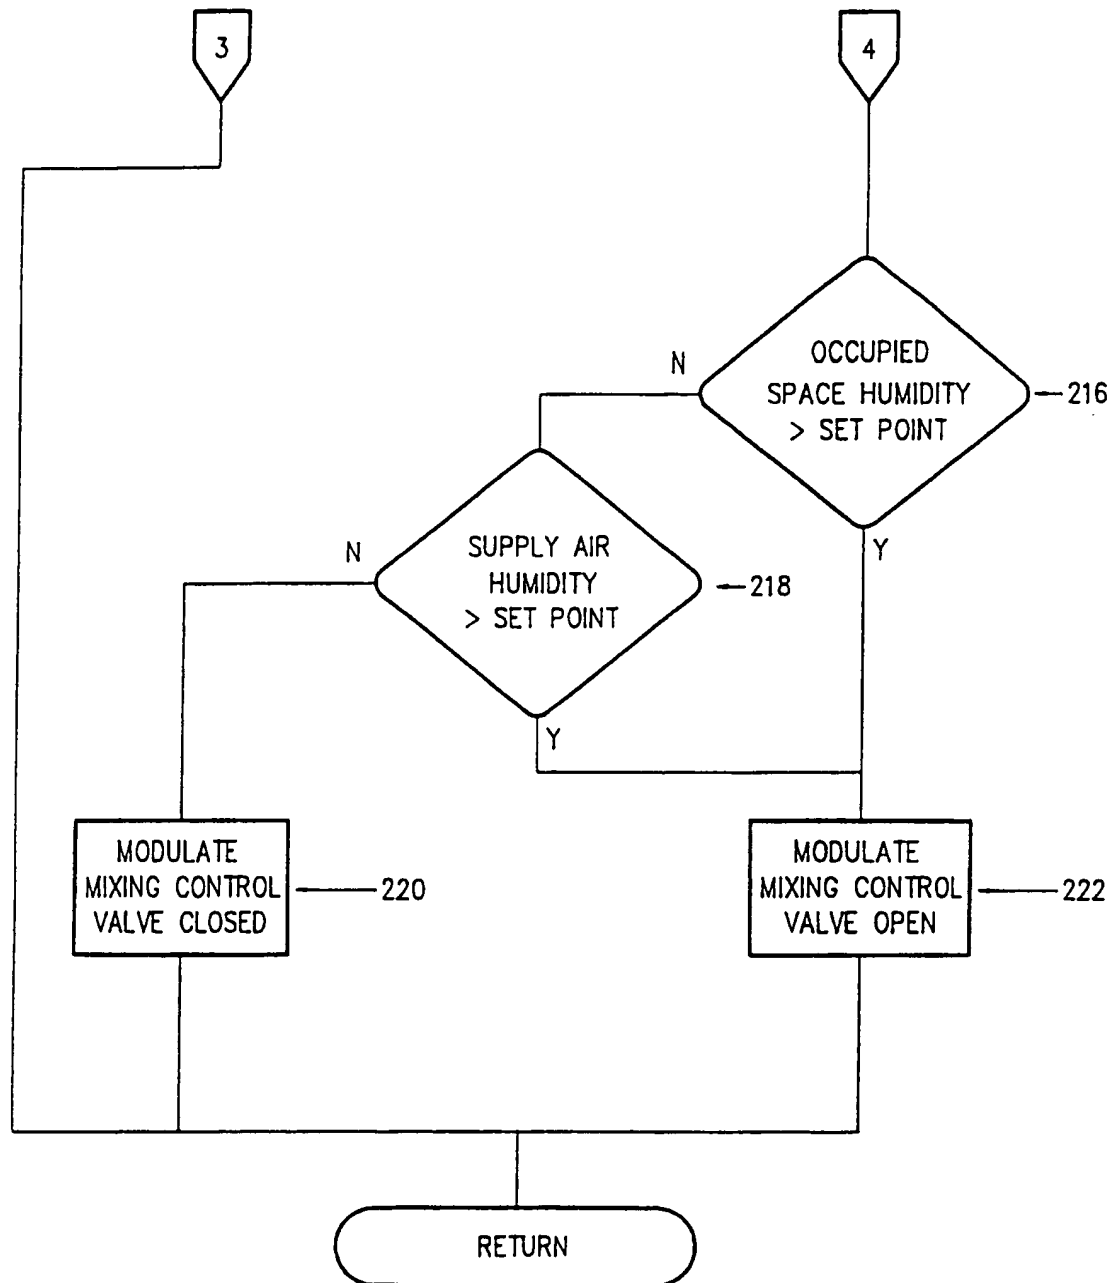 3
4
OCCUPIED
SPACE HUMIDITY
> SET POINT
N
216
Y
SUPPLY AIR
HUMIDITY
> SET POINT
N
218
Y
MODULATE
MIXING CONTROL
VALVE CLOSED
220
MODULATE
MIXING CONTROL
VALVE OPEN
222
RETURN